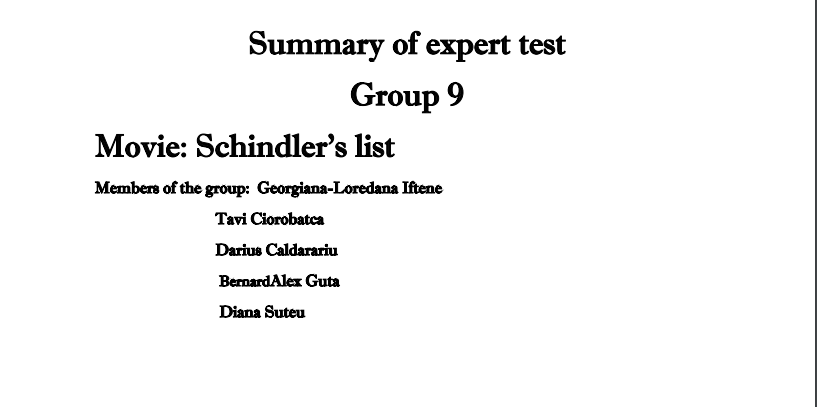 Summary of expert test
Group 9
Movie: Schindler’s list
Members of the group: Georgiana-Loredana Iftene
Tavi Ciorobatca
Darius Caldarariu
BernardAlex Guta
Diana Suteu